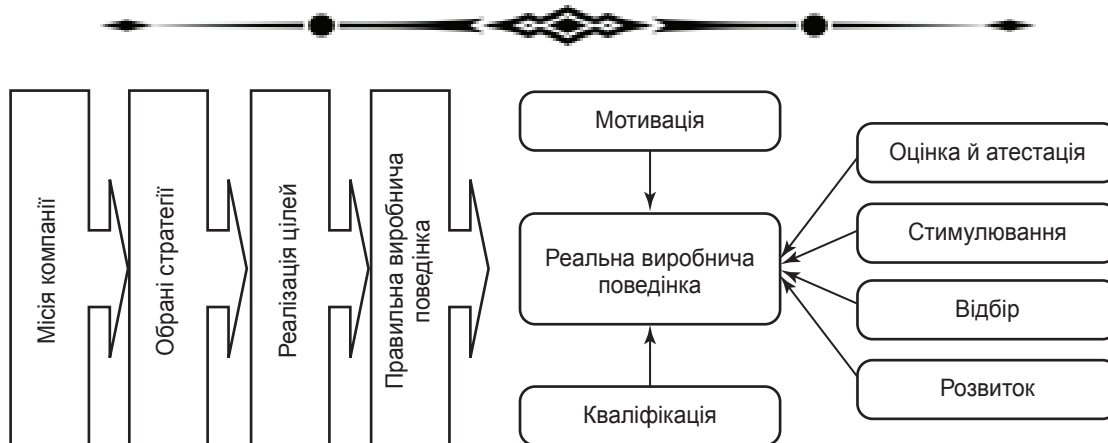 Місія компанії
Обрані стратегії
Реалізація цілей
Правильна виробнича
поведінка
Мотивація
Реальна виробнича
поведінка
Кваліфікація
Оцінка й атестація
Стимулювання
Відбір
Розвиток